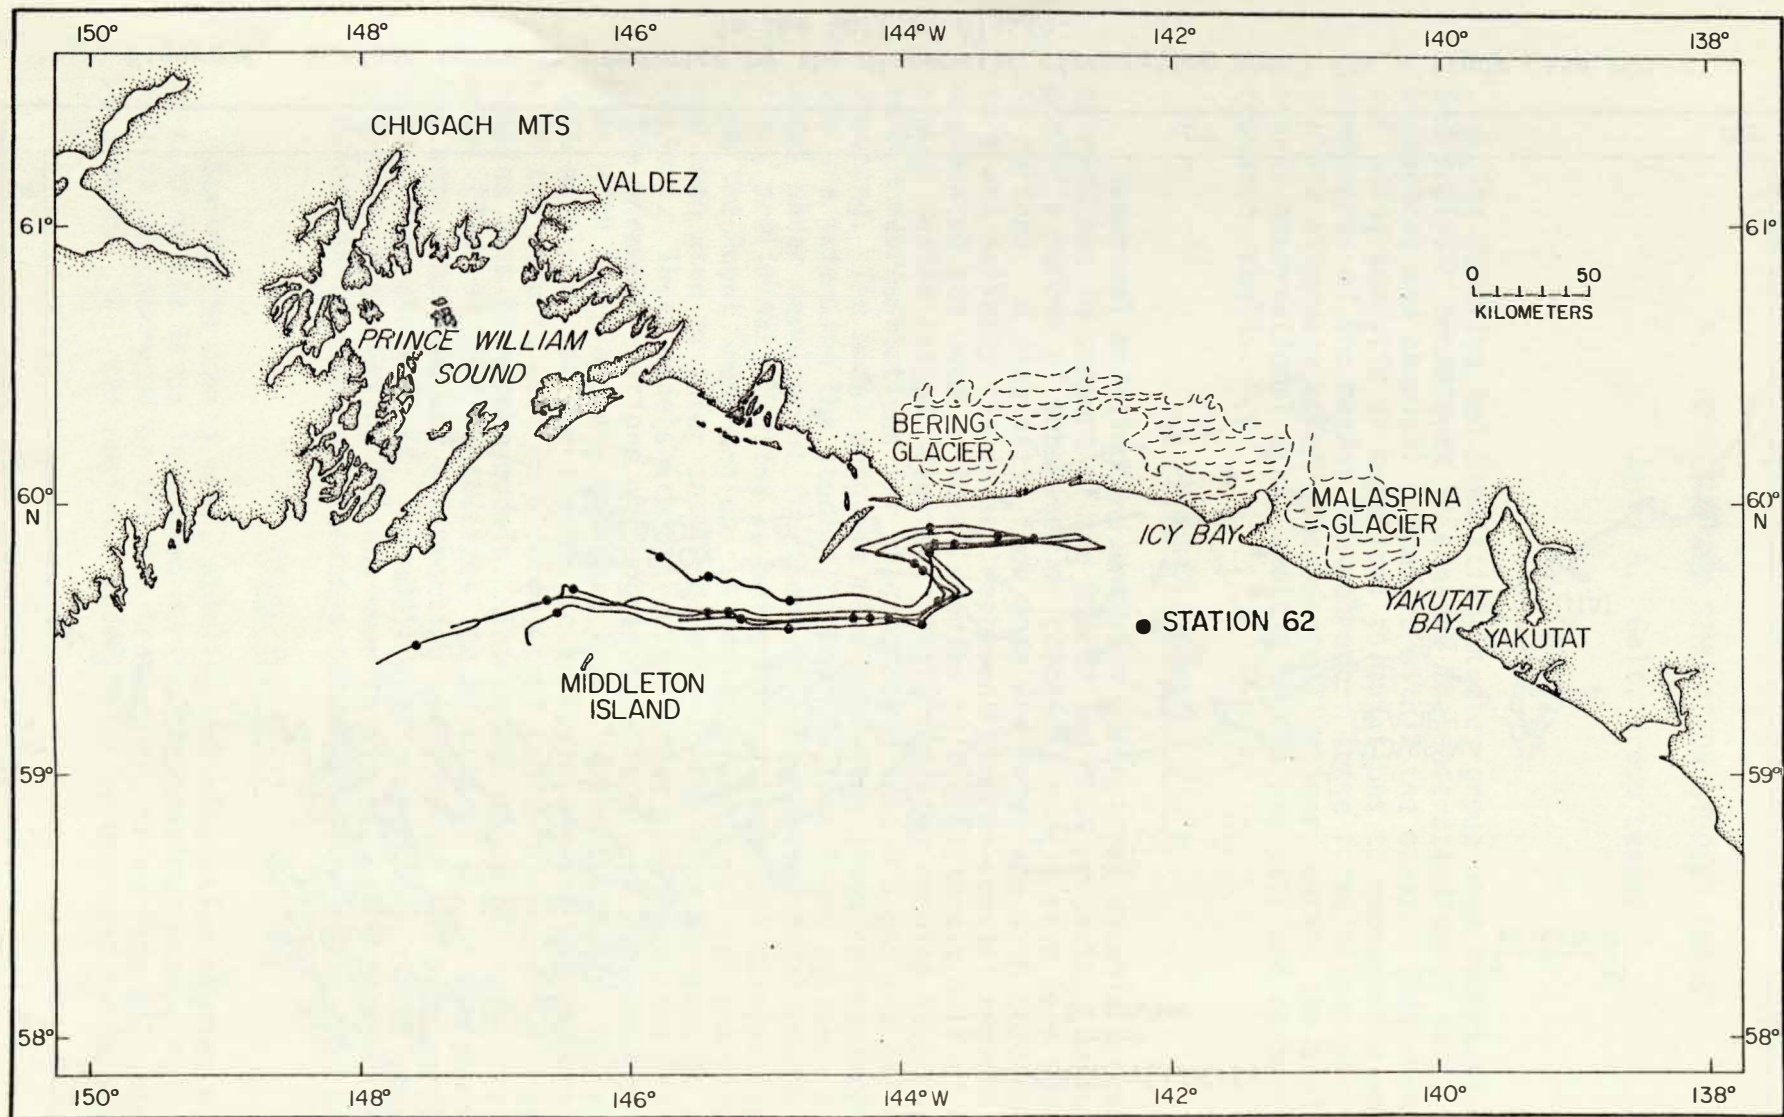 150° 148° 146° 144°W 142° 140° 138°
CHUGACH MTS
VALDEZ
61° 61°
0 50
KILOMETERS
PRINCE WILLIAM
SOUND
BERING
GLACIER
60° 60°
N N
MALASPINA
GLACIER
ICY BAY
YAKUTAT
BAY
STATION 62
YAKUTAT
MIDDLETON
ISLAND
59° 59°
58° 58°
150° 148° 146° 144°W 142° 140° 138°